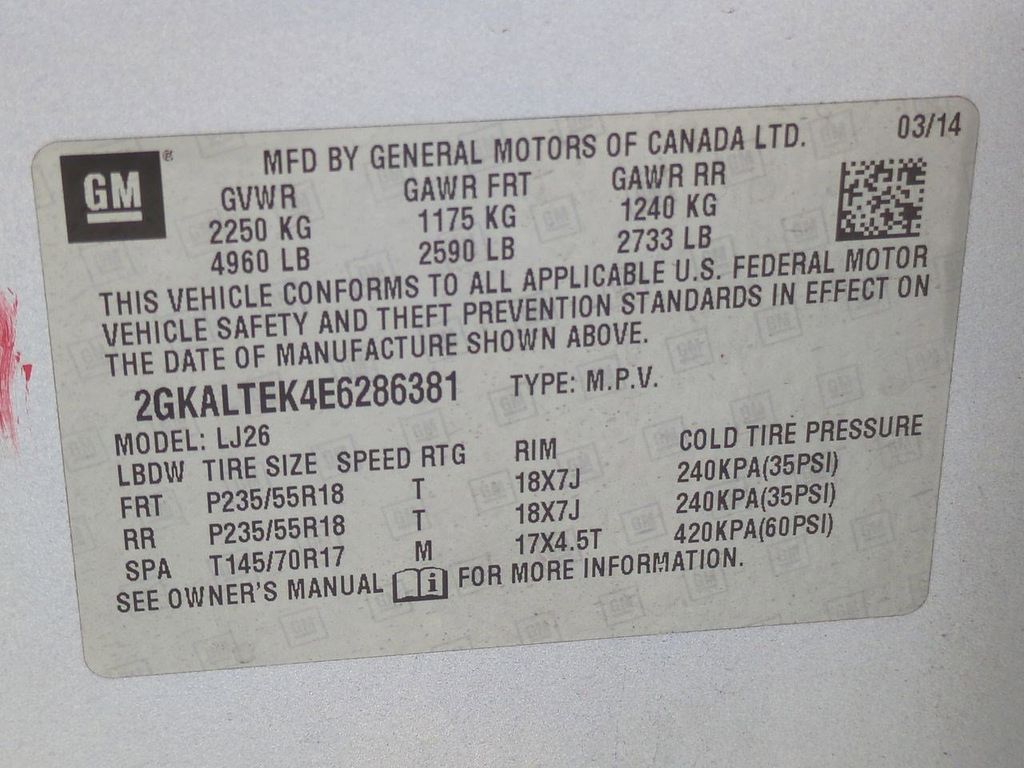 GM ® MFD BY GENERAL MOTORS OF CANADA LTD. 03/14
GVWR GAWR FRT GAWR RR
2250 KG 1175 KG 1240 KG
4960 LB 2590 LB 2733 LB
THIS VEHICLE CONFORMS TO ALL APPLICABLE U.S. FEDERAL MOTOR
VEHICLE SAFETY AND THEFT PREVENTION STANDARDS IN EFFECT ON
THE DATE OF MANUFACTURE SHOWN ABOVE.
2GKALTEK4E6286381 TYPE: M.P.V.
MODEL: LJ26
LBDW TIRE SIZE SPEED RTG RIM COLD TIRE PRESSURE
FRT P235/55R18 T 18X7J 240KPA(35PSI)
RR P235/55R18 T 18X7J 240KPA(35PSI)
SPA T145/70R17 M 17X4.5T 420KPA(60PSI)
SEE OWNER'S MANUAL i FOR MORE INFORMATION.